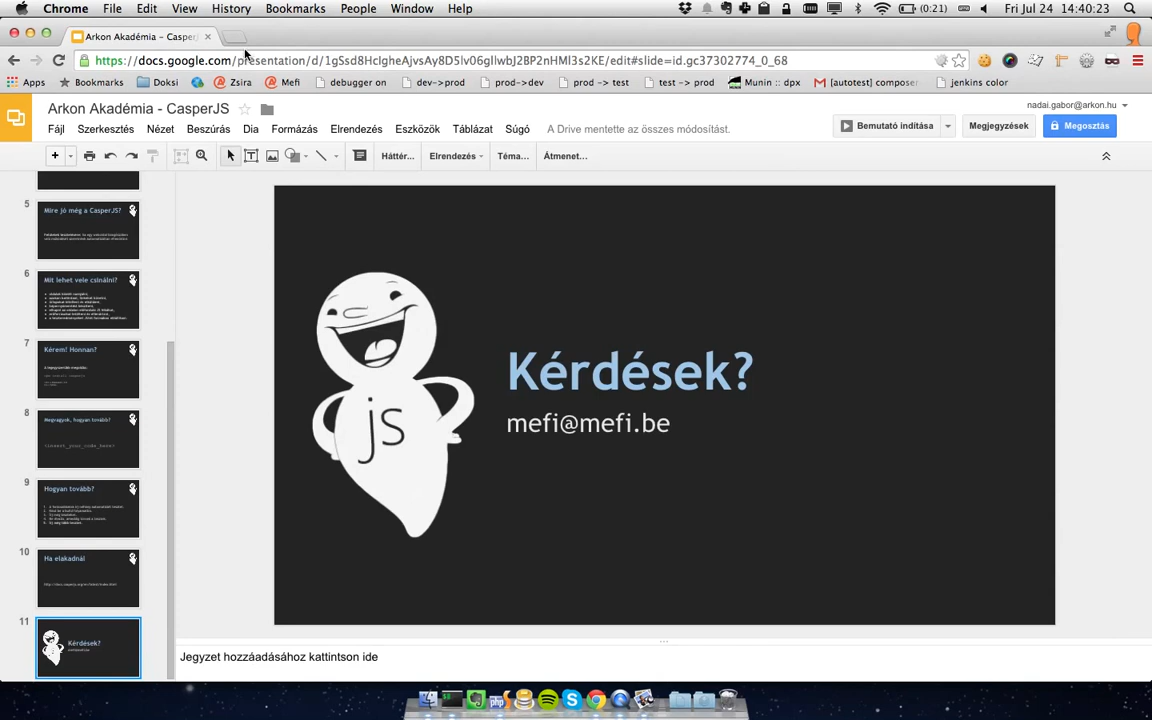 Chrome File Edit View History Bookmarks People Window Help (0:21) Fri Jul 24 14:40:23
Arkon Akadémia - Casper
https://docs.google.com/presentation/d/1gSsd8HcIgheAjvsAy8D5lv06gllwbJ2BP2nHMl3s2KE/edit#slide=id.gc37302774_0_68
Apps Bookmarks Doksi Zsira Mefi debugger on dev->prod prod->dev prod -> test test -> prod Munin :: dpx [autotest] compose jenkins color
Arkon Akadémia - CasperJS
nadai.gabor@arkon.hu
Fájl Szerkesztés Nézet Beszúrás Dia Formázás Elrendezés Eszközök Táblázat Súgó A Drive mentette az összes módosítást.
Bemutató indítása Megjegyzések Megosztás
Háttér... Elrendezés Téma... Átmenet...
5
Mire jó még a CasperJS?
6
Mit lehet vele csinálni?
7
Kérem! Honnan?
8
Megvagyok, hogyan tovább?
<insert_your_code_here>
9
Hogyan tovább?
10
Ha elakadnál
11
Kérdések?
Kérdések?
mefi@mefi.be
js
Jegyzet hozzáadásához kattintson ide